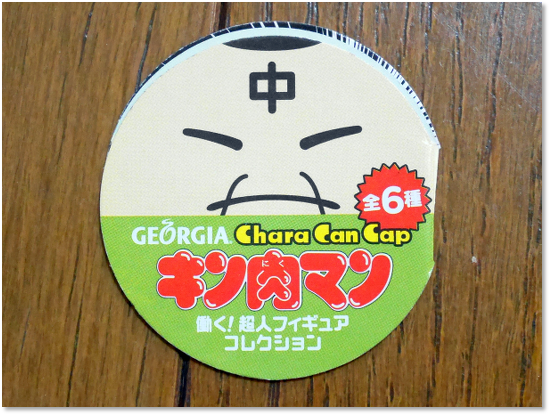 中
全6種
GEORGIA Chara Can Cap
キン肉マン
働く!超人フィギュア
コレクション